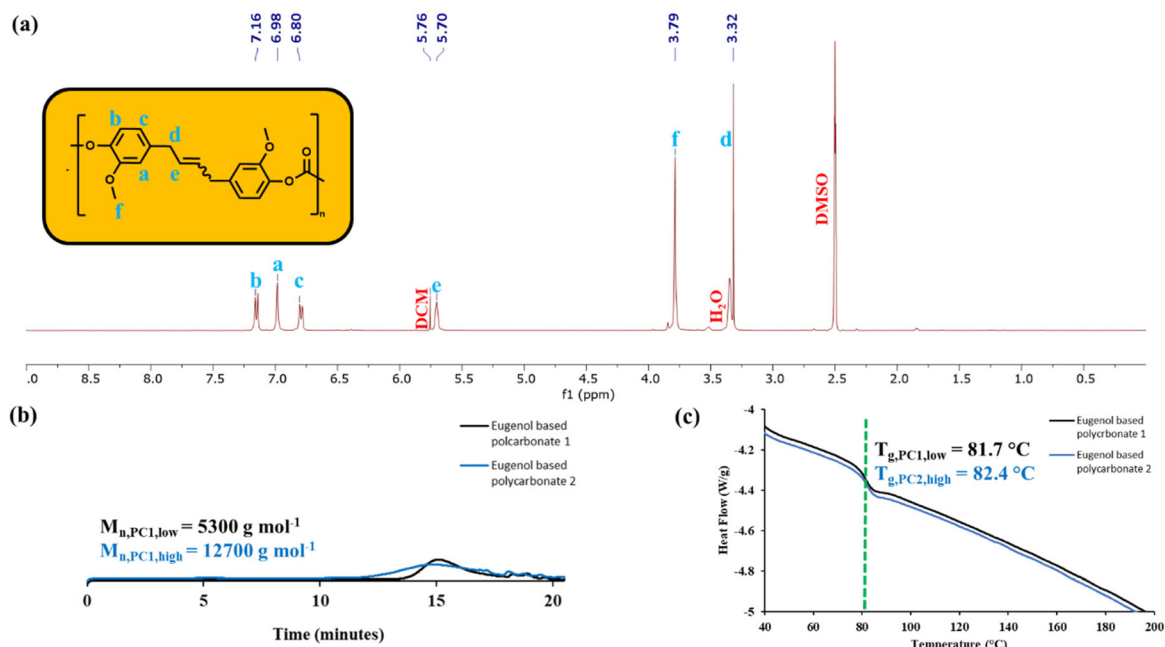 (a)
7.16
6.98
6.80
5.76
5.70
3.79
3.32
b c
d
O
O
O
O
O
a
e
f
n
b
a
c
DCM
e
f
H2O
d
DMSO
.0 8.5 8.0 7.5 7.0 6.5 6.0 5.5 5.0 4.5 4.0 3.5 3.0 2.5 2.0 1.5 1.0 0.5
f1 (ppm)
(b)
Eugenol based
polcarbonate 1
Eugenol based
polycarbonate 2
Mn,PC1,low = 5300 g mol-1
Mn,PC1,high = 12700 g mol-1
0 5 10 15 20
Time (minutes)
(c)
-4
-4.2
-4.4
-4.6
-4.8
-5
Heat Flow (W/g)
Eugenol based
polycrbonate 1
Eugenol based
polycarbonate 2
Tg,PC1,low = 81.7 °C
Tg,PC2,high = 82.4 °C
40 60 80 100 120 140 160 180 200
Temperature (°C)